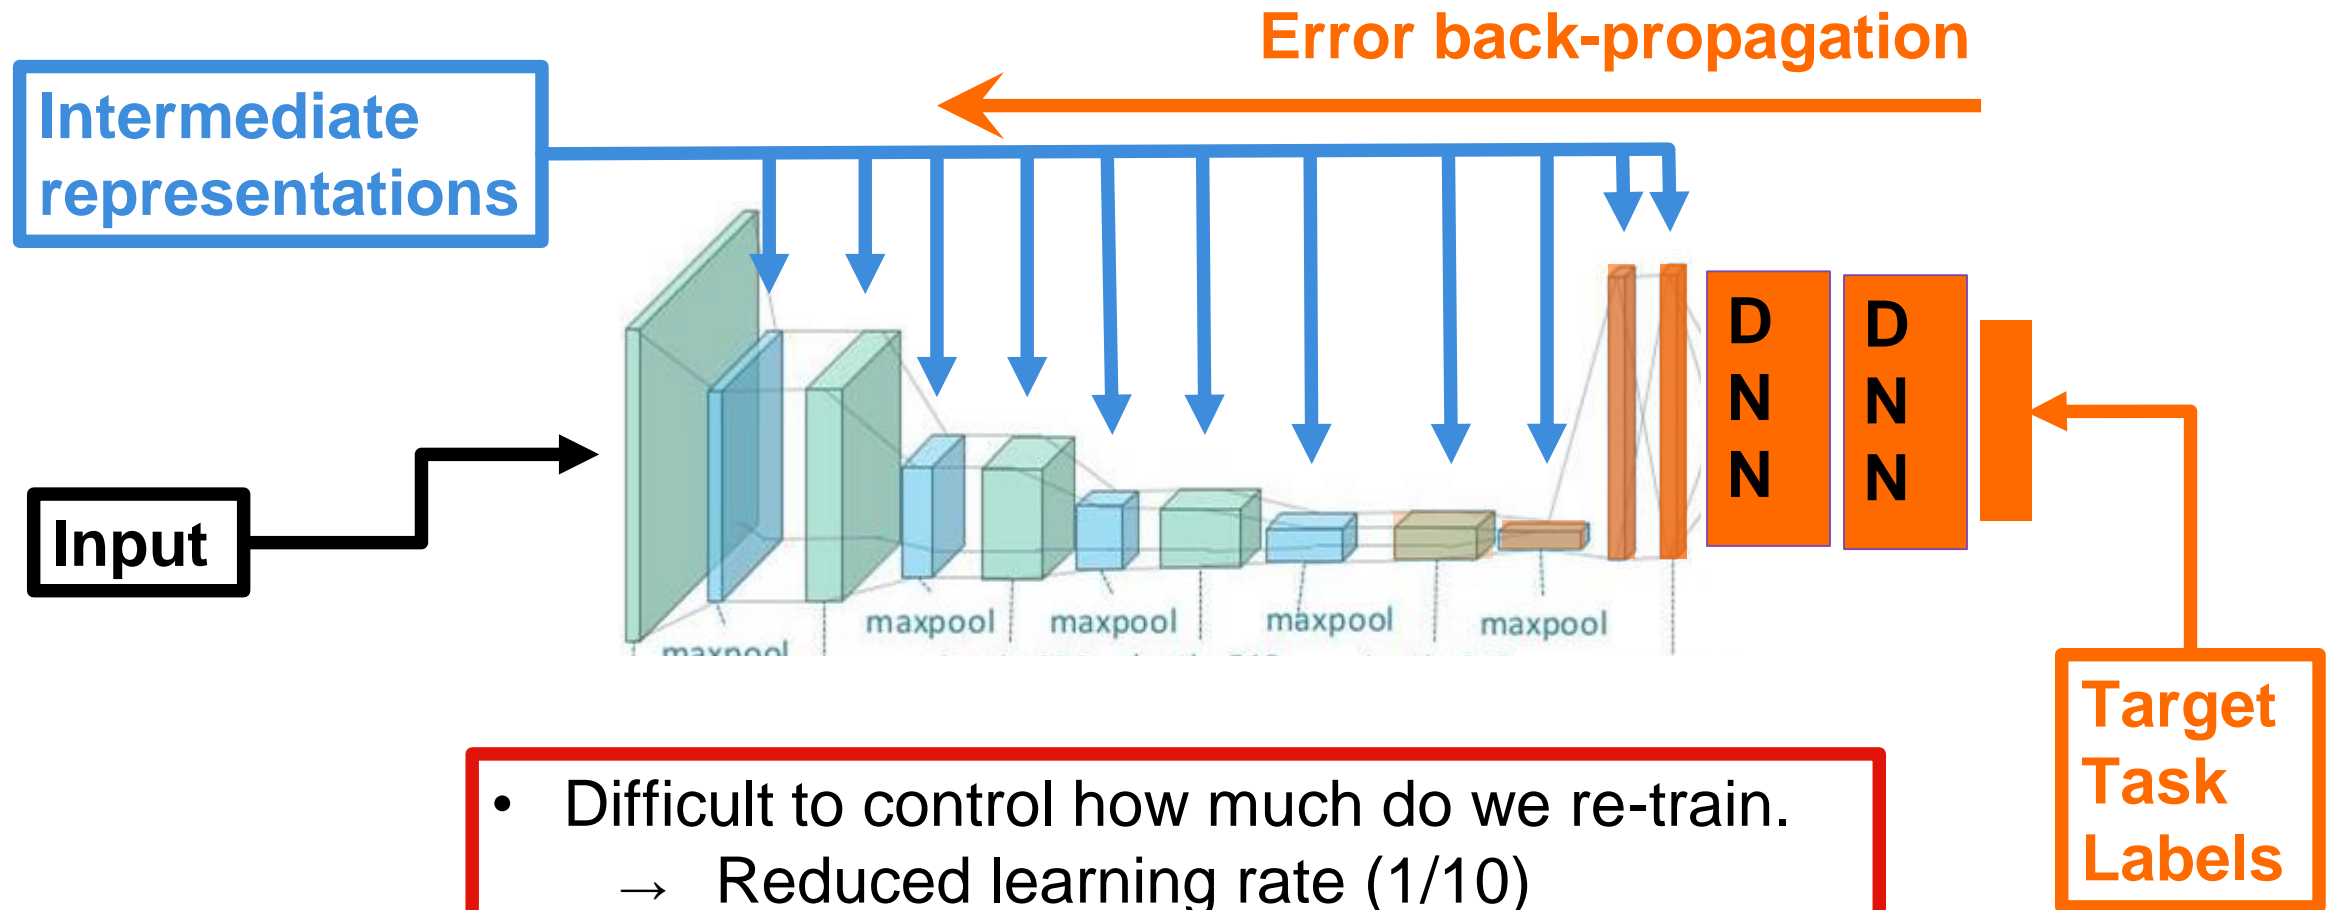 Error back-propagation
Intermediate
representations
Input
D
N
N
D
N
N
maxpool
maxpool
maxpool
maxpool
maxpool
Target
Task
Labels
• Difficult to control how much do we re-train.
→ Reduced learning rate (1/10)